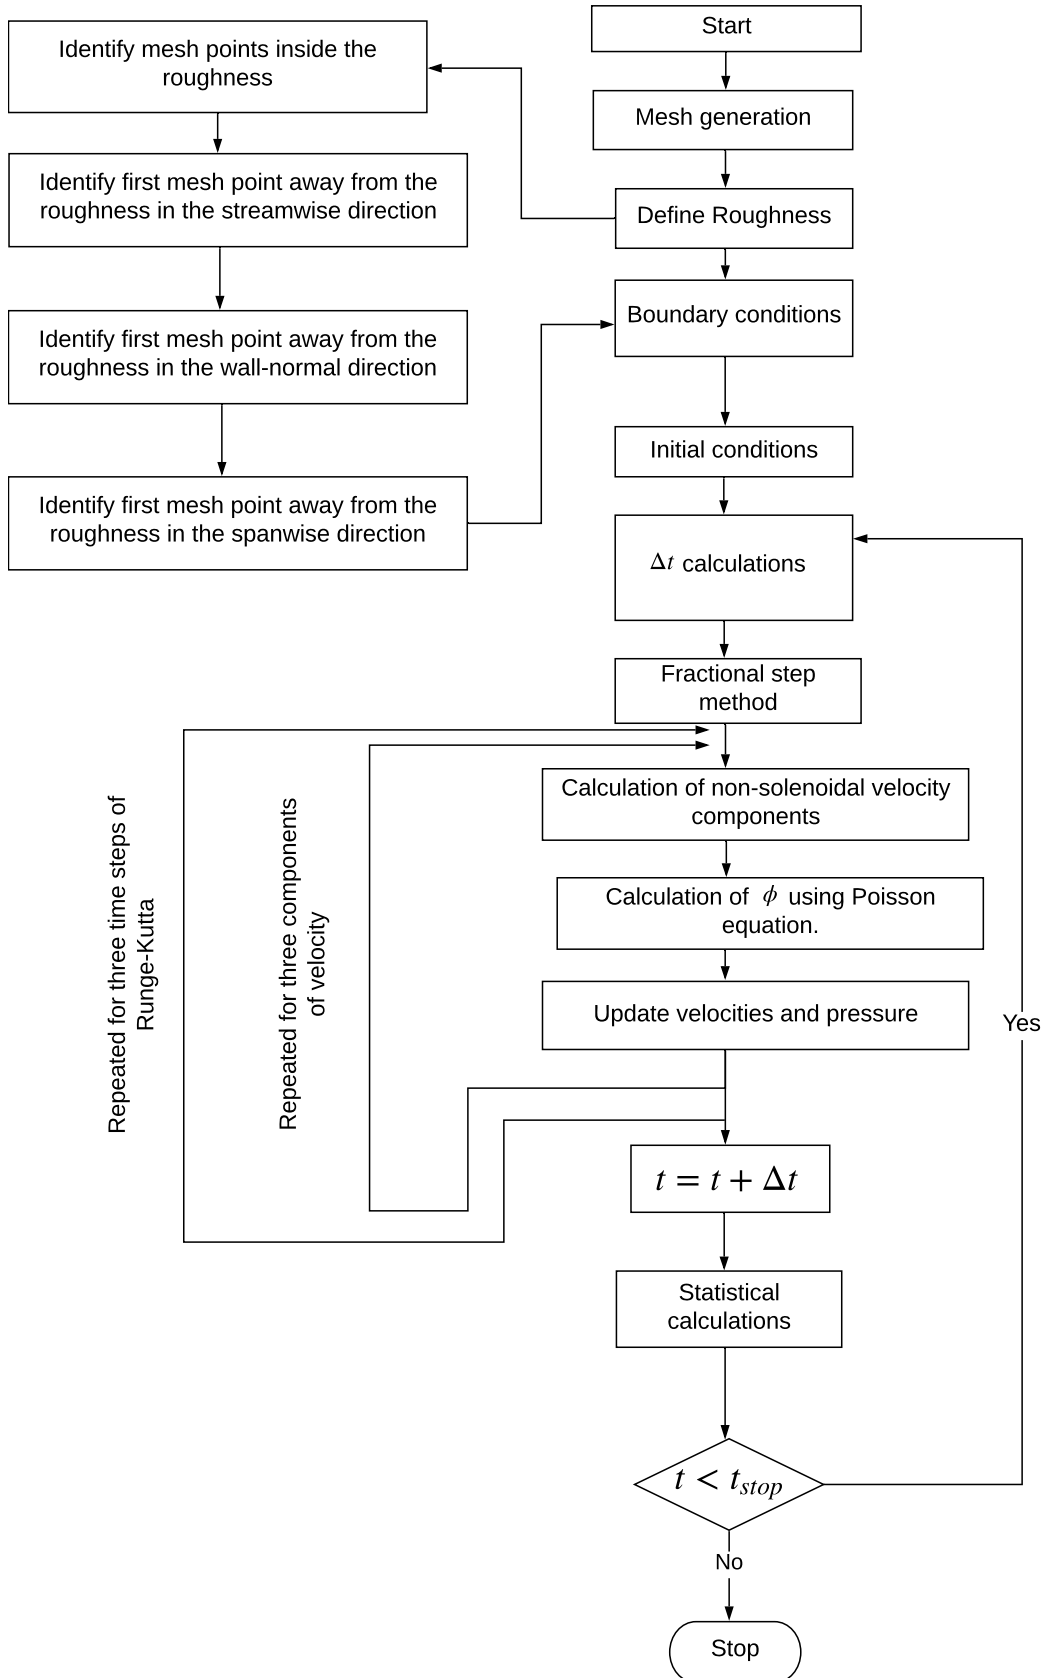 Start
Identify mesh points inside the
roughness
Mesh generation
Identify first mesh point away from the
roughness in the streamwise direction
Define Roughness
Boundary conditions
Identify first mesh point away from the
roughness in the wall-normal direction
Initial conditions
Identify first mesh point away from the
roughness in the spanwise direction
Δt calculations
Fractional step
method
Calculation of non-solenoidal velocity
components
Repeated for three time steps of
Runge-Kutta
Repeated for three components
of velocity
Calculation of ϕ using Poisson
equation.
Update velocities and pressure
Yes
t = t + Δt
Statistical
calculations
t < t_{stop}
No
Stop